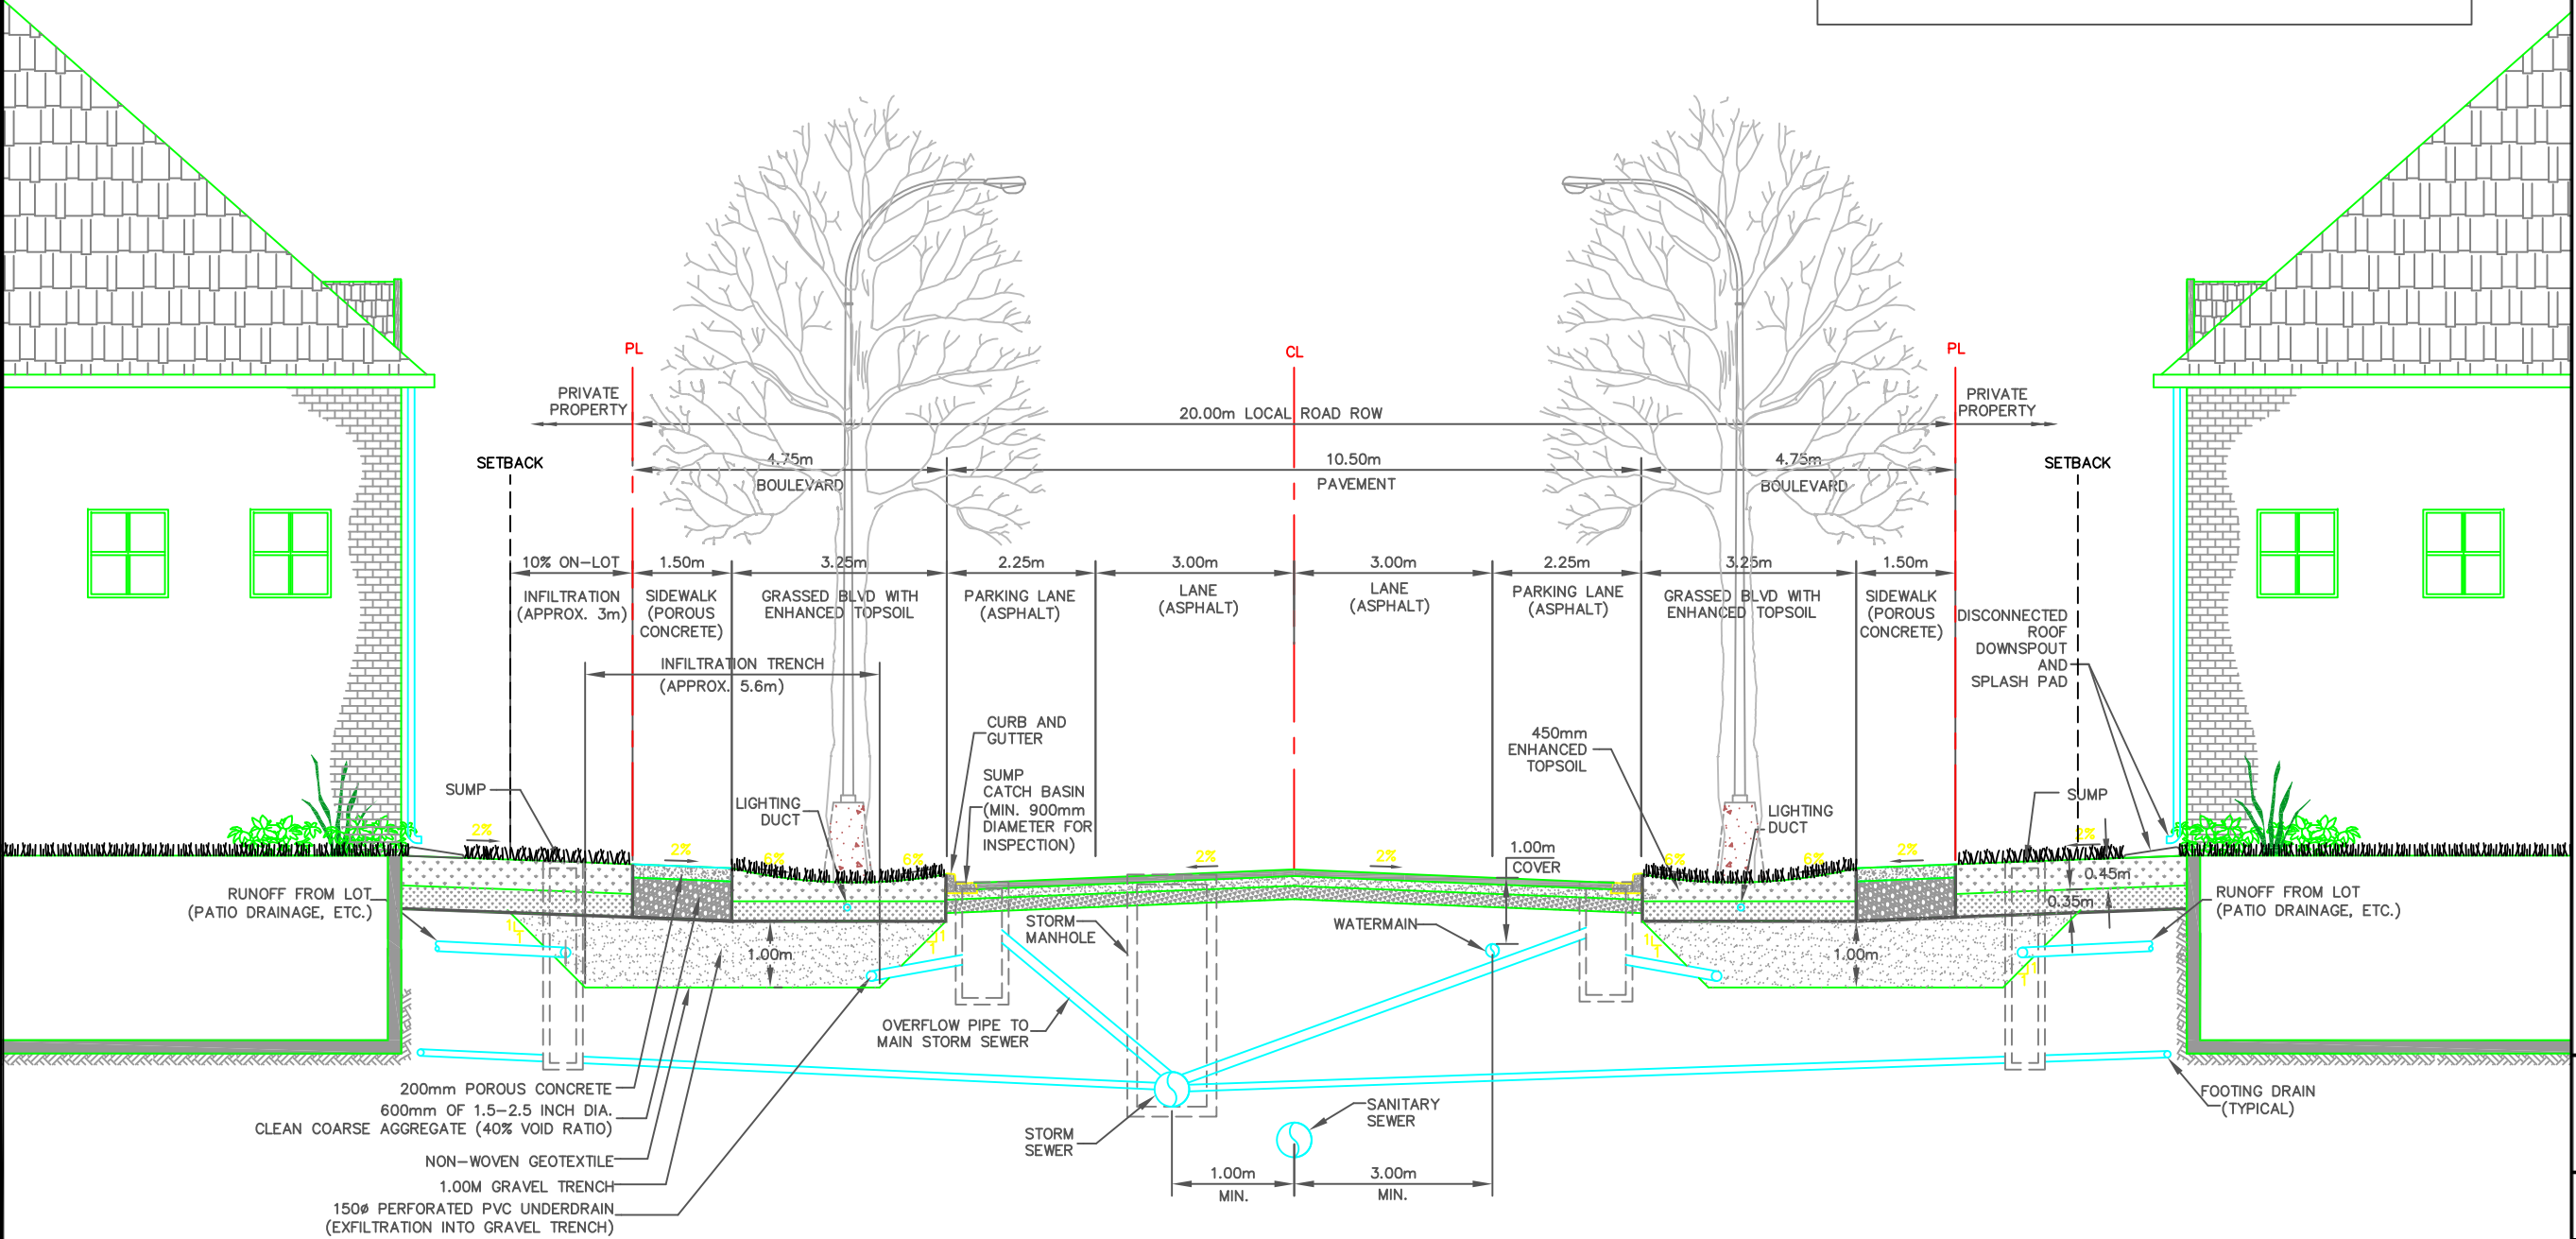 PL
CL
PL
PRIVATE
PROPERTY
20.00m LOCAL ROAD ROW
PRIVATE
PROPERTY
SETBACK
4.75m
BOULEVARD
10.50m
PAVEMENT
4.75m
BOULEVARD
SETBACK
10% ON-LOT
INFILTRATION
(APPROX. 3m)
1.50m
SIDEWALK
(POROUS
CONCRETE)
3.25m
GRASSED BLVD WITH
ENHANCED TOPSOIL
2.25m
PARKING LANE
(ASPHALT)
3.00m
LANE
(ASPHALT)
3.00m
LANE
(ASPHALT)
2.25m
PARKING LANE
(ASPHALT)
3.25m
GRASSED BLVD WITH
ENHANCED TOPSOIL
1.50m
SIDEWALK
(POROUS
CONCRETE)
DISCONNECTED
ROOF
DOWNSPOUT
AND
SPLASH PAD
INFILTRATION TRENCH
(APPROX. 5.6m)
CURB AND
GUTTER
SUMP
CATCH BASIN
(MIN. 900mm
DIAMETER FOR
INSPECTION)
450mm
ENHANCED
TOPSOIL
SUMP
LIGHTING
DUCT
LIGHTING
DUCT
SUMP
2%
2%
6%
6%
2%
2%
1.00m
COVER
6%
6%
2%
2%
0.45m
0.35m
RUNOFF FROM LOT
(PATIO DRAINAGE, ETC.)
RUNOFF FROM LOT
(PATIO DRAINAGE, ETC.)
STORM
MANHOLE
WATERMAIN
1
1
1.00m
1
1
1
1
1.00m
1
1
OVERFLOW PIPE TO
MAIN STORM SEWER
200mm POROUS CONCRETE
600mm OF 1.5-2.5 INCH DIA.
CLEAN COARSE AGGREGATE (40% VOID RATIO)
NON-WOVEN GEOTEXTILE
1.00M GRAVEL TRENCH
150ø PERFORATED PVC UNDERDRAIN
(EXFILTRATION INTO GRAVEL TRENCH)
STORM
SEWER
SANITARY
SEWER
FOOTING DRAIN
(TYPICAL)
1.00m
MIN.
3.00m
MIN.